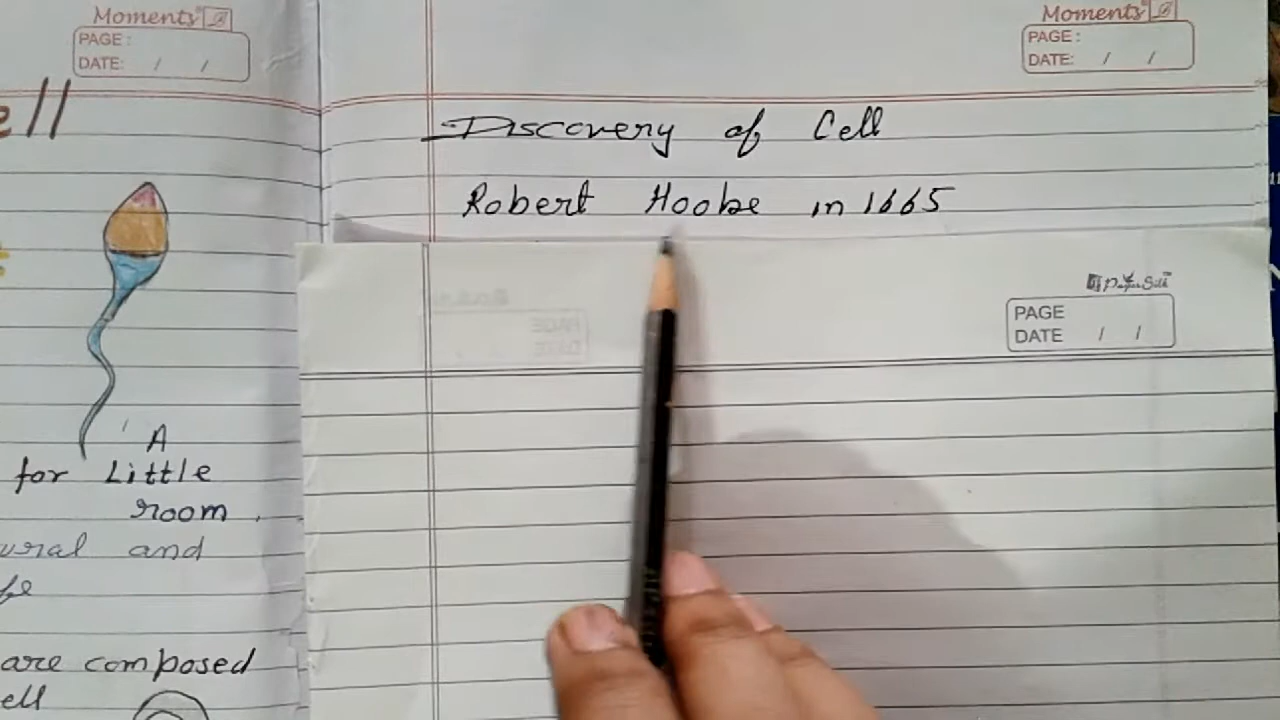 Moments
PAGE:
DATE: / /
ell
A
for Little
room.
ural and
fe
are composed
ell
Moments
PAGE:
DATE: / /
Discovery of Cell
Robert Hooke in 1665
PAGE
DATE / /